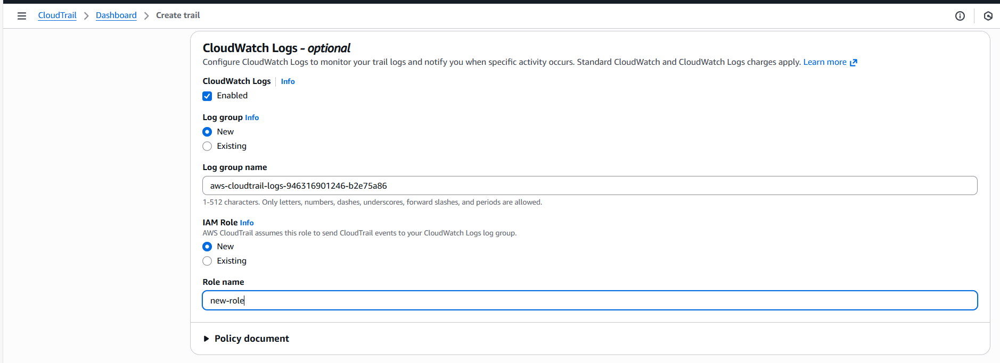 CloudTrail > Dashboard > Create trail
CloudWatch Logs - optional
Configure CloudWatch Logs to monitor your trail logs and notify you when specific activity occurs. Standard CloudWatch and CloudWatch Logs charges apply. Learn more
CloudWatch Logs | Info
Enabled
Log group Info
New
Existing
Log group name
aws-cloudtrail-logs-946316901246-b2e75a86
1-512 characters. Only letters, numbers, dashes, underscores, forward slashes, and periods are allowed.
IAM Role Info
AWS CloudTrail assumes this role to send CloudTrail events to your CloudWatch Logs log group.
New
Existing
Role name
new-role
Policy document